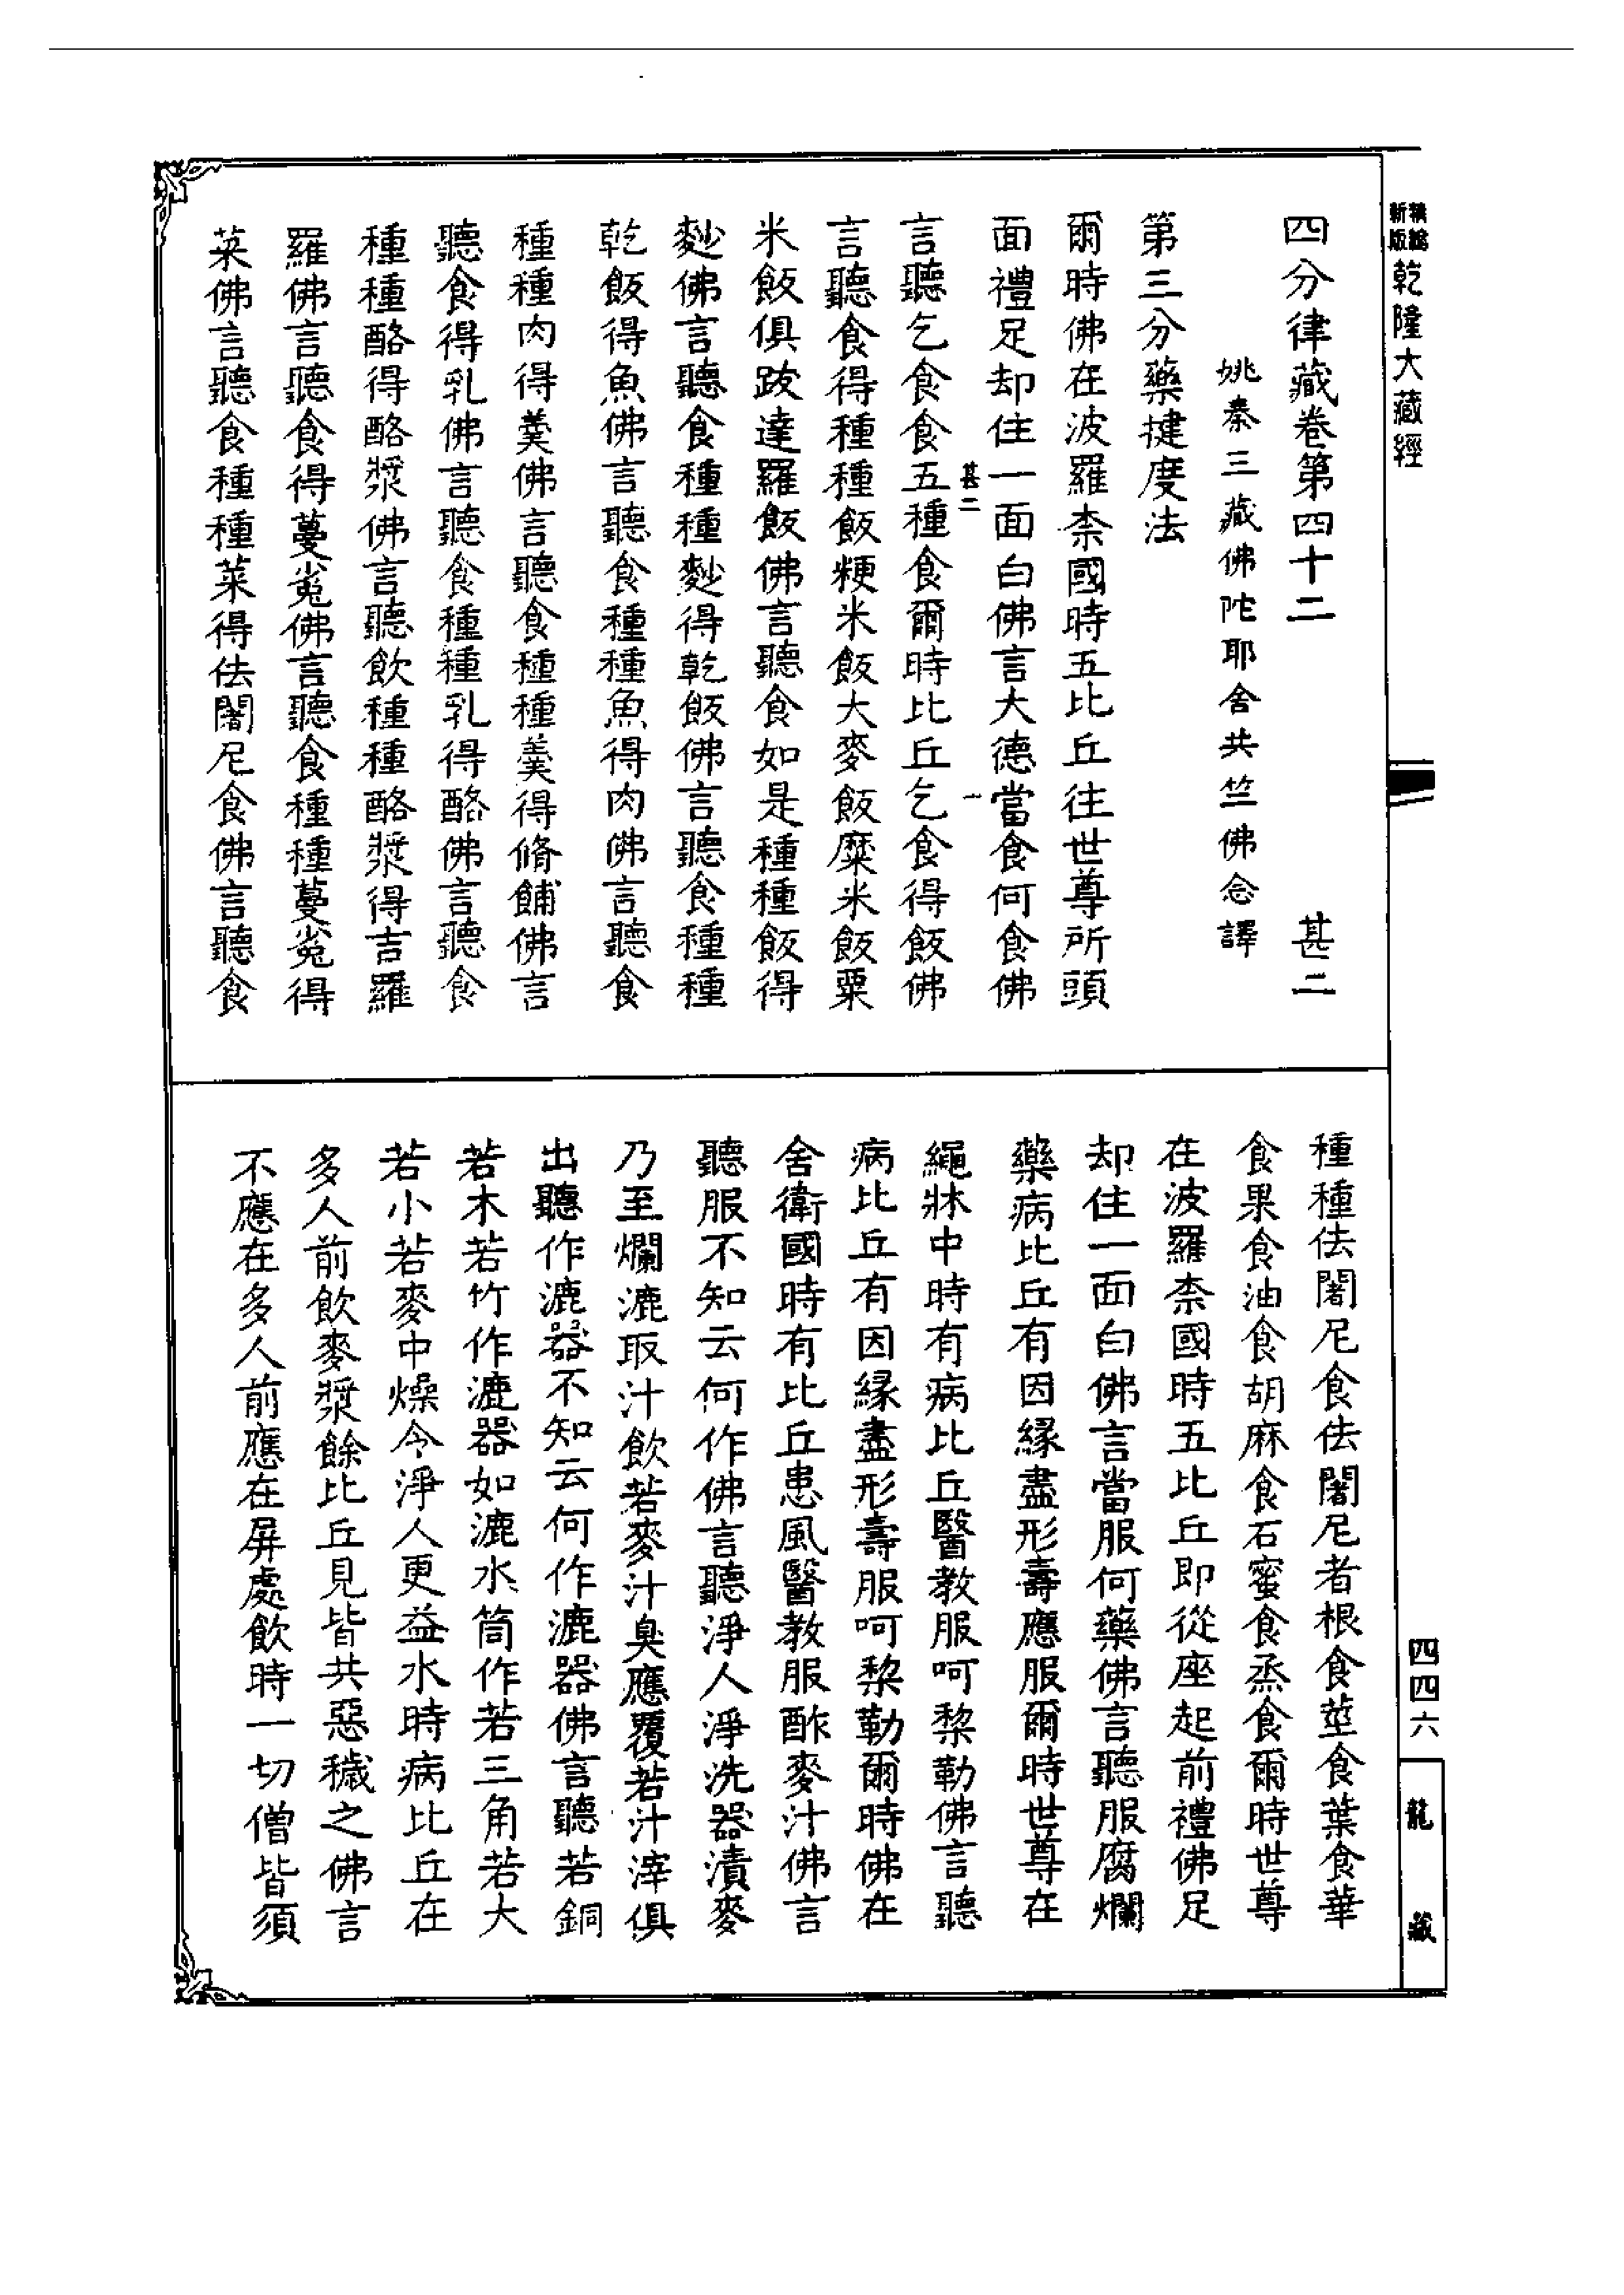 新版
精縮
乾隆大藏經
四分律藏卷第四十二 甚二
姚秦三藏佛陀耶舍共竺佛念譯
第三分藥揵度法
爾時佛在波羅柰國時五比丘往世尊所頭
面禮足却住一面白佛言大德當食何食佛
甚二 一
言聽乞食食五種食爾時比丘乞食得飯佛
言聽食得種種飯粳米飯大麥飯糜米飯粟
米飯俱跋達羅飯佛言聽食如是種種飯得
麨佛言聽食種種麨得乾飯佛言聽食種種
乾飯得魚佛言聽食種種魚得肉佛言聽食
種種肉得羹佛言聽食種種羹得脩餔佛言
聽食得乳佛言聽食種種乳得酪佛言聽食
種種酪得酪漿佛言聽飲種種酪漿得吉羅
羅佛言聽食得蔓㝹佛言聽食種種蔓㝹得
菜佛言聽食種種菜得佉闍尼食佛言聽食
種種佉闍尼食佉闍尼者根食莖食葉食華
食果食油食胡麻食石蜜食烝食爾時世尊
在波羅柰國時五比丘即從座起前禮佛足
却住一面白佛言當服何藥佛言聽服腐爛
藥病比丘有因緣盡形壽應服爾時世尊在
繩牀中時有病比丘醫教服呵棃勒佛言聽
病比丘有因緣盡形壽服呵棃勒爾時佛在
舍衛國時有比丘患風醫教服酢麥汁佛言
聽服不知云何作佛言聽淨人淨洗器漬麥
乃至爛漉取汁飲若麥汁臭應覆若汁滓俱
出聽作漉器不知云何作漉器佛言聽若銅
若木若竹作漉器如漉水筒作若三角若大
若小若麥中燥令淨人更益水時病比丘在
多人前飲麥漿餘比丘見皆共惡穢之佛言
不應在多人前應在屏處飲時一切僧皆須
四四六
龍藏